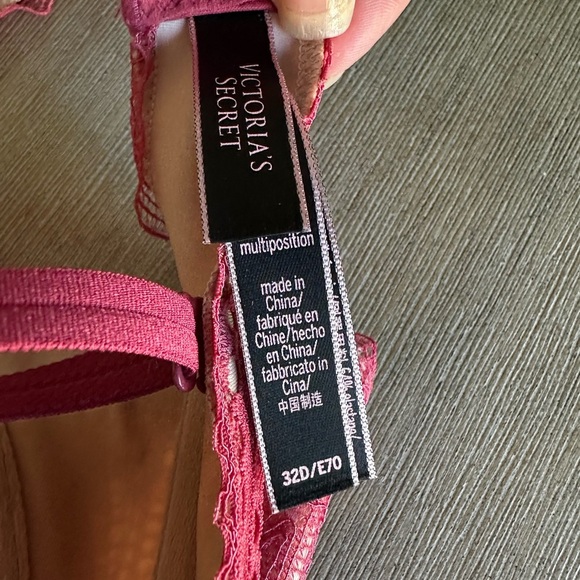 VICTORIA'S
SECRET
multiposition
made in
China/
fabriqué en
Chine/hecho
en China/
fabbricato in
Cina/
中国制造
32D/E70
elastane/